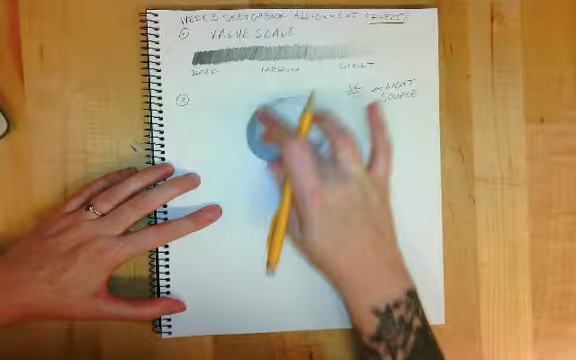 WEEK 2 SKETCHBOOK ASSIGNMENT
① VALUE SCALE
DARK MEDIUM LIGHT
② ← LIGHT
SOURCE